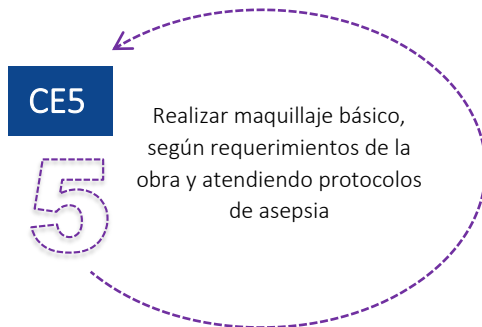 CE5
5
Realizar maquillaje básico,
según requerimientos de la
obra y atendiendo protocolos
de asepsia